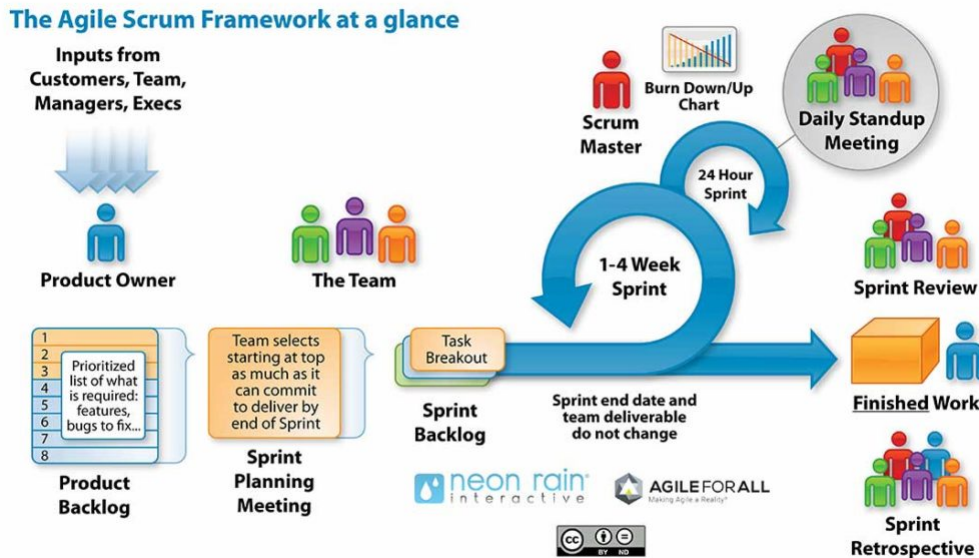 The Agile Scrum Framework at a glance
Inputs from
Customers, Team,
Managers, Execs
Product Owner
The Team
Scrum
Master
Burn Down/Up
Chart
Daily Standup
Meeting
24 Hour
Sprint
1-4 Week
Sprint
Sprint Review
1
2
3
4
5
6
7
8
Prioritized
list of what
is required:
features,
bugs to fix...
Product
Backlog
Team selects
starting at top
as much as it
can commit
to deliver by
end of Sprint
Sprint
Planning
Meeting
Task
Breakout
Sprint
Backlog
Sprint end date and
team deliverable
do not change
Finished Work
Sprint
Retrospective
neon rain®
interactive
AGILEFORALL
Making Agile a Reality®
cc
BY ND